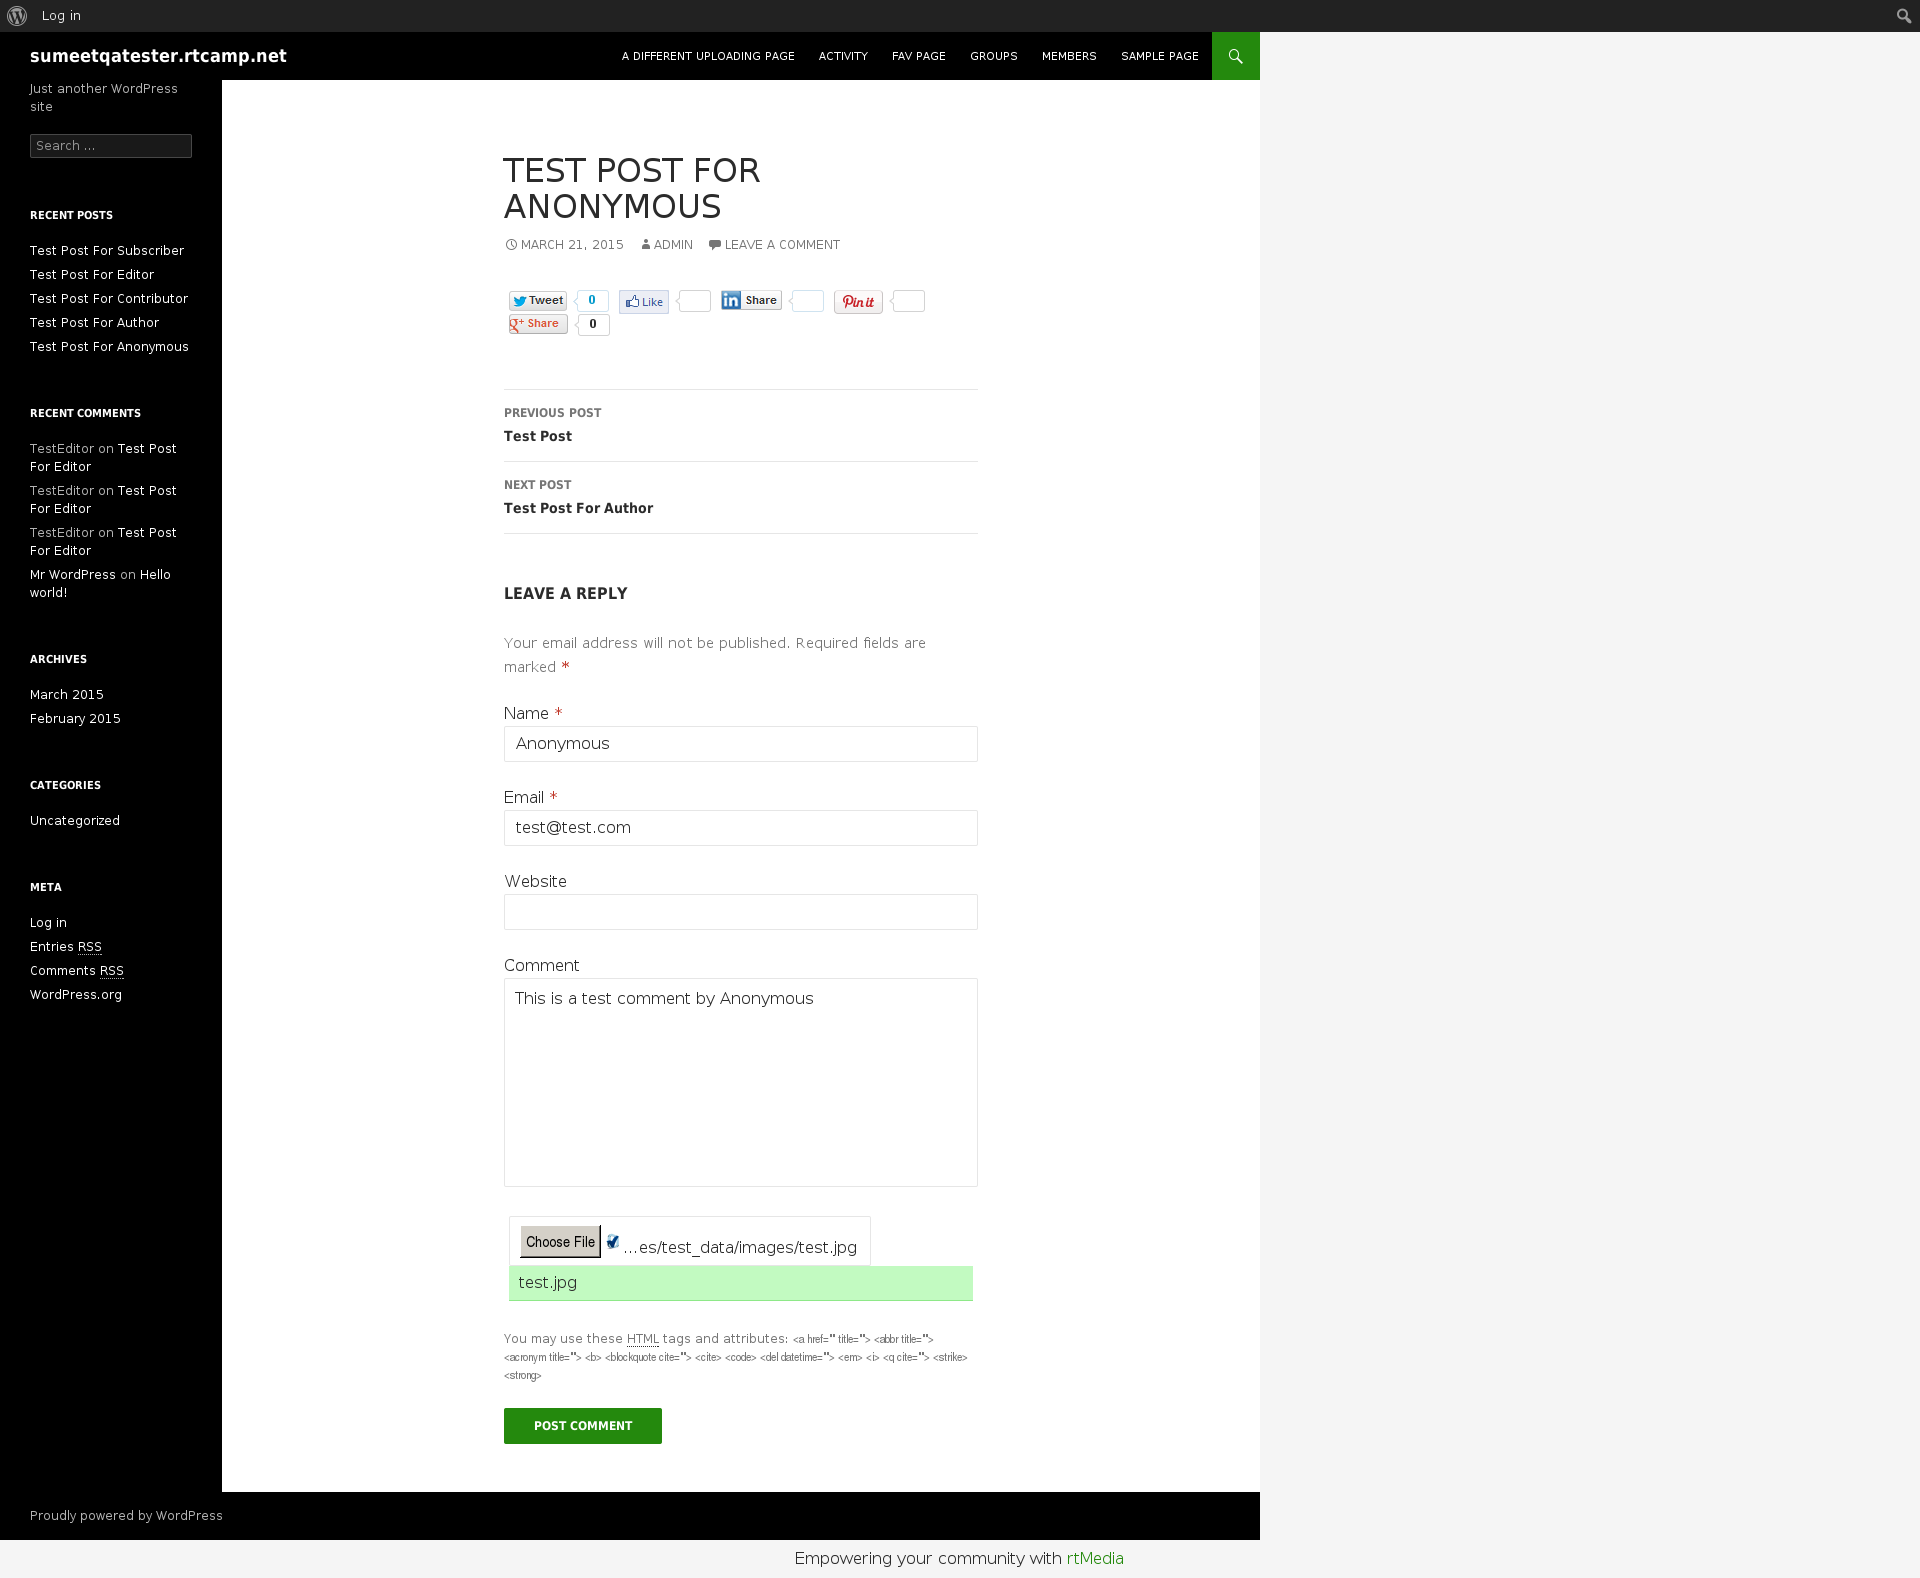 Log in
sumeetqatester.rtcamp.net
A DIFFERENT UPLOADING PAGE
ACTIVITY
FAV PAGE
GROUPS
MEMBERS
SAMPLE PAGE
Just another WordPress
site
Search ...
RECENT POSTS
Test Post For Subscriber
Test Post For Editor
Test Post For Contributor
Test Post For Author
Test Post For Anonymous
RECENT COMMENTS
TestEditor on Test Post
For Editor
TestEditor on Test Post
For Editor
TestEditor on Test Post
For Editor
Mr WordPress on Hello
world!
ARCHIVES
March 2015
February 2015
CATEGORIES
Uncategorized
META
Log in
Entries RSS
Comments RSS
WordPress.org
TEST POST FOR
ANONYMOUS
MARCH 21, 2015 ADMIN LEAVE A COMMENT
Tweet 0 Like in Share Pin it
g+ Share 0
PREVIOUS POST
Test Post
NEXT POST
Test Post For Author
LEAVE A REPLY
Your email address will not be published. Required fields are
marked *
Name *
Anonymous
Email *
test@test.com
Website
Comment
This is a test comment by Anonymous
Choose File ...es/test_data/images/test.jpg
test.jpg
You may use these HTML tags and attributes: <a href="" title=""> <abbr title="">
<acronym title=""> <b> <blockquote cite=""> <cite> <code> <del datetime=""> <em> <i> <q cite=""> <strike>
<strong>
POST COMMENT
Proudly powered by WordPress
Empowering your community with rtMedia